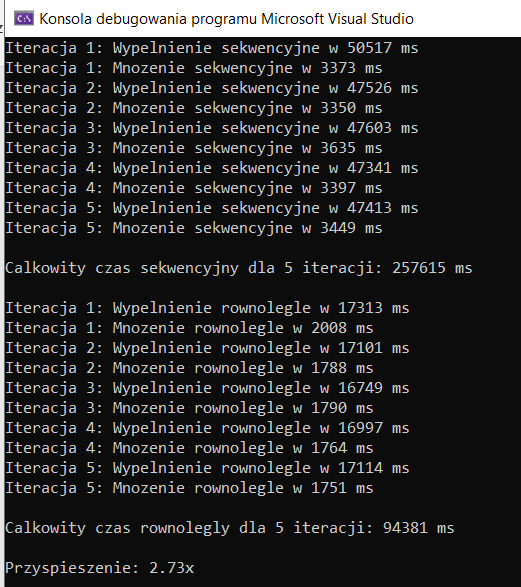 Konsola debugowania programu Microsoft Visual Studio
Iteracja 1: Wypelnienie sekwencyjne w 50517 ms
Iteracja 1: Mnozenie sekwencyjne w 3373 ms
Iteracja 2: Wypelnienie sekwencyjne w 47526 ms
Iteracja 2: Mnozenie sekwencyjne w 3350 ms
Iteracja 3: Wypelnienie sekwencyjne w 47603 ms
Iteracja 3: Mnozenie sekwencyjne w 3635 ms
Iteracja 4: Wypelnienie sekwencyjne w 47341 ms
Iteracja 4: Mnozenie sekwencyjne w 3397 ms
Iteracja 5: Wypelnienie sekwencyjne w 47413 ms
Iteracja 5: Mnozenie sekwencyjne w 3449 ms
Calkowity czas sekwencyjny dla 5 iteracji: 257615 ms
Iteracja 1: Wypelnienie rownolegle w 17313 ms
Iteracja 1: Mnozenie rownolegle w 2008 ms
Iteracja 2: Wypelnienie rownolegle w 17101 ms
Iteracja 2: Mnozenie rownolegle w 1788 ms
Iteracja 3: Wypelnienie rownolegle w 16749 ms
Iteracja 3: Mnozenie rownolegle w 1790 ms
Iteracja 4: Wypelnienie rownolegle w 16997 ms
Iteracja 4: Mnozenie rownolegle w 1764 ms
Iteracja 5: Wypelnienie rownolegle w 17114 ms
Iteracja 5: Mnozenie rownolegle w 1751 ms
Calkowity czas rownolegly dla 5 iteracji: 94381 ms
Przyspieszenie: 2.73x